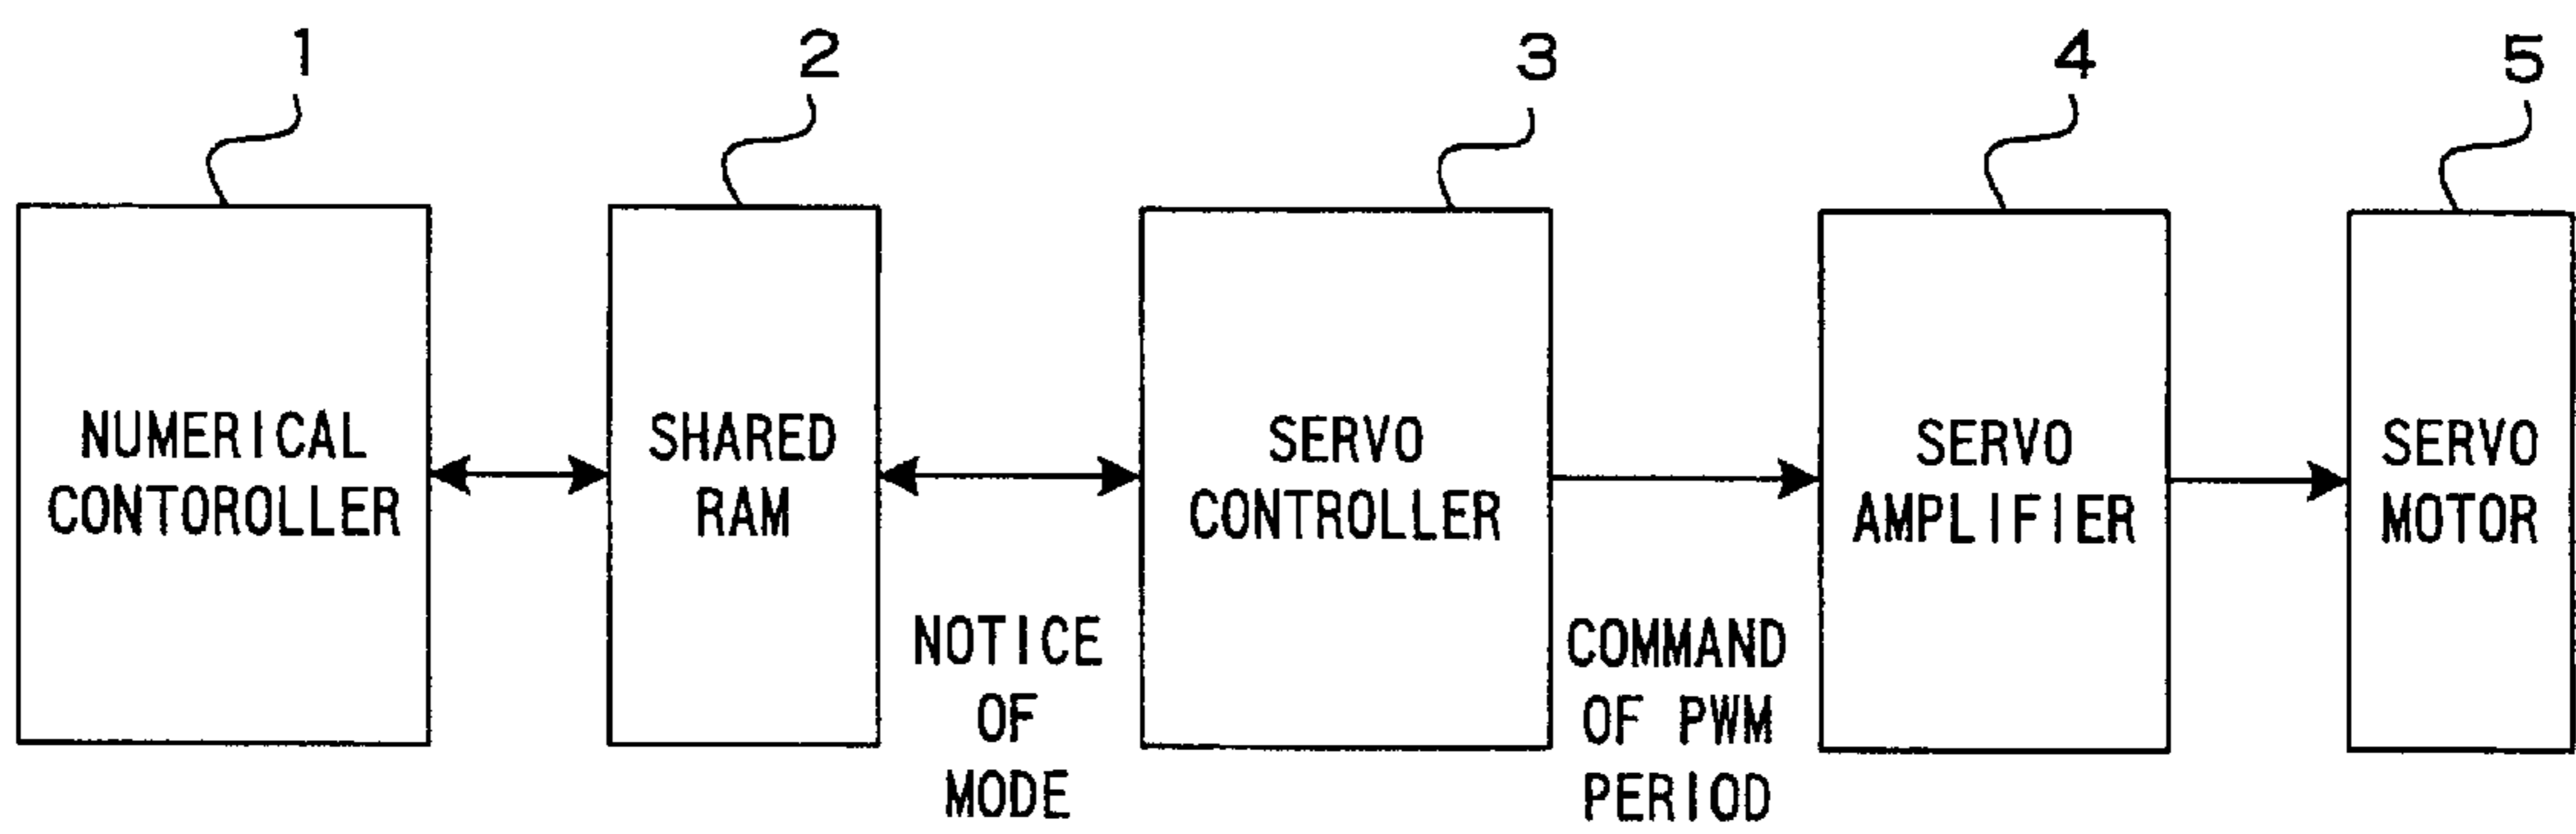 1
2
3
4
5
NUMERICAL
CONTOROLLER
SHARED
RAM
NOTICE
OF
MODE
SERVO
CONTROLLER
COMMAND
OF PWM
PERIOD
SERVO
AMPLIFIER
SERVO
MOTOR